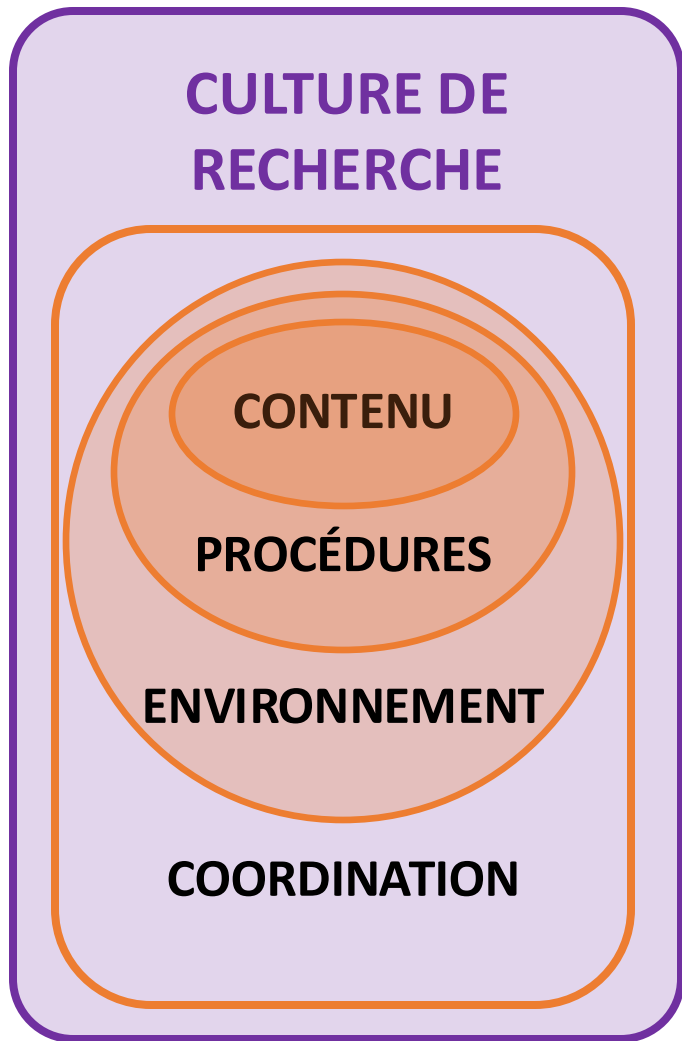 CULTURE DE
RECHERCHE
CONTENU
PROCÉDURES
ENVIRONNEMENT
COORDINATION